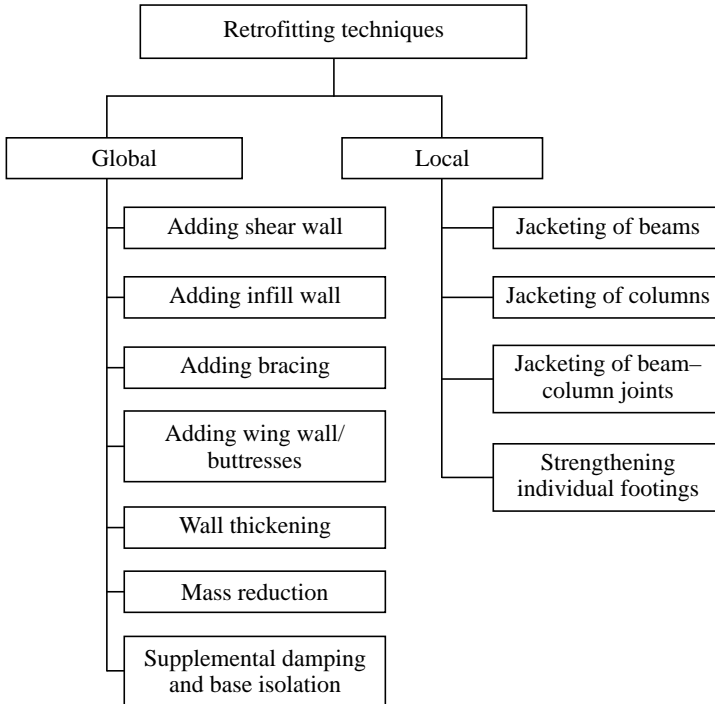 Retrofitting techniques
Global
Adding shear wall
Adding infill wall
Adding bracing
Adding wing wall/
buttresses
Wall thickening
Mass reduction
Supplemental damping
and base isolation
Local
Jacketing of beams
Jacketing of columns
Jacketing of beam–
column joints
Strengthening
individual footings